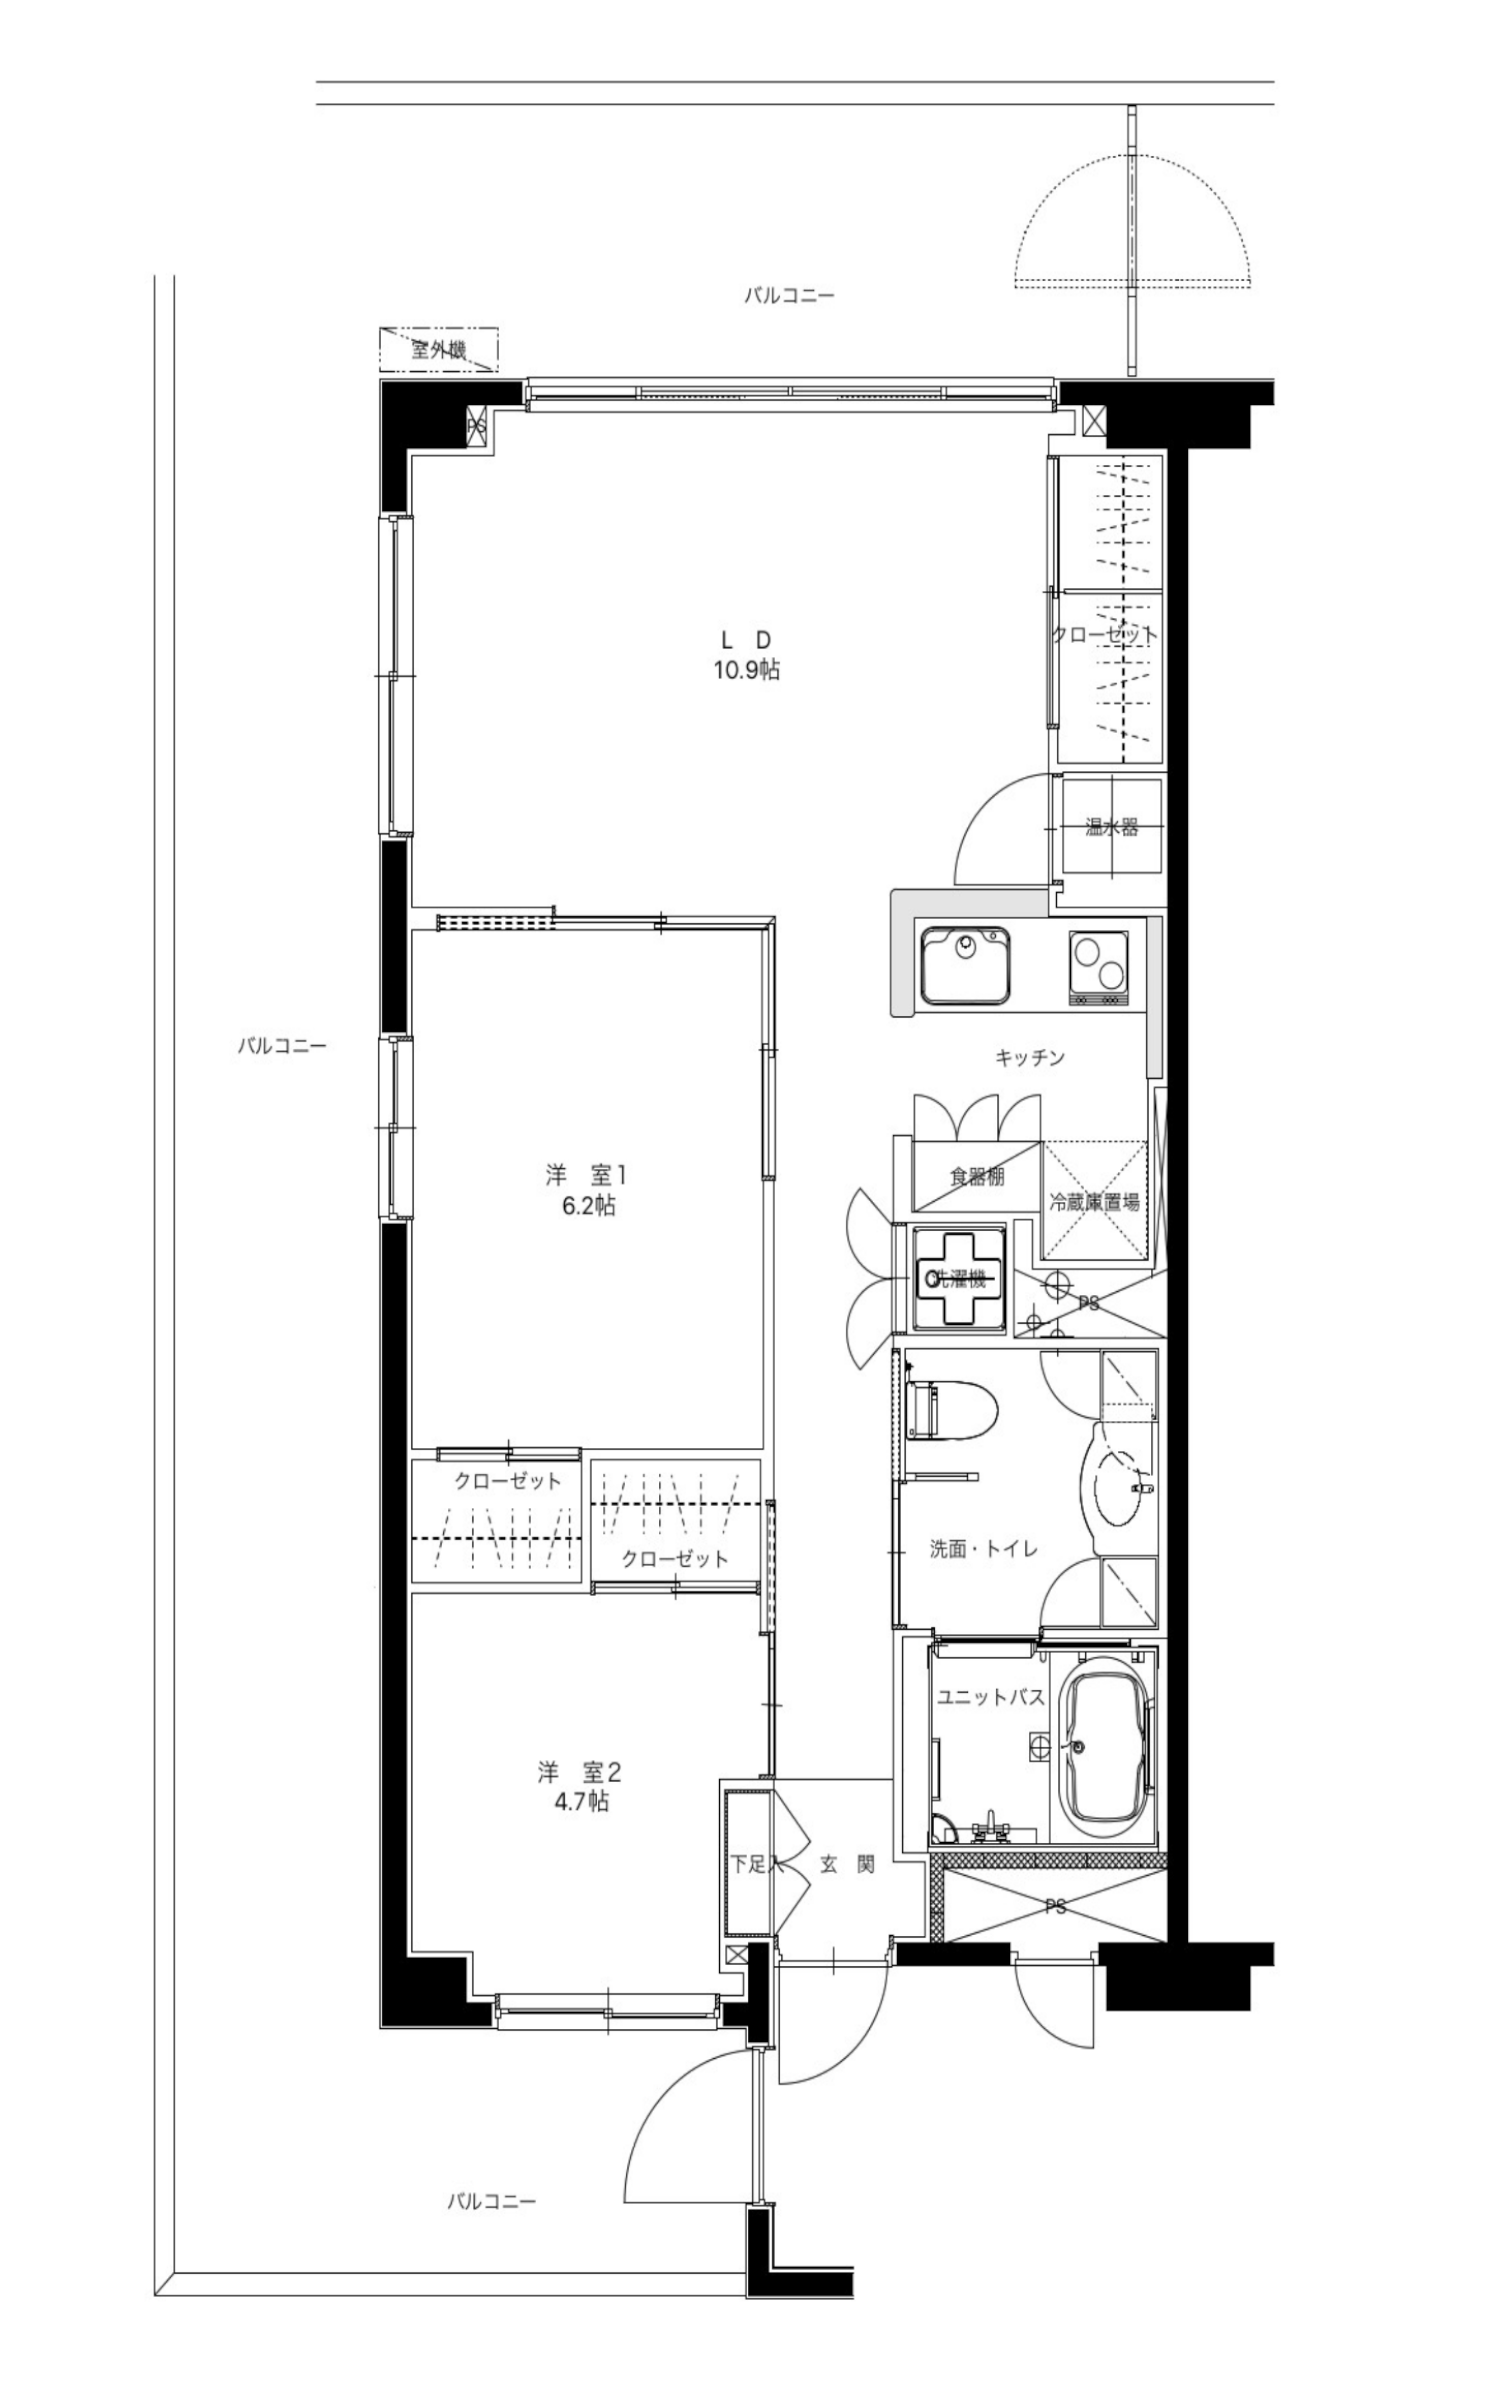 バルコニー
室外機
PS
L D
10.9帖
クローゼット
温水器
バルコニー
キッチン
洋 室1
6.2帖
食器棚
冷蔵庫置場
洗濯機
PS
クローゼット
クローゼット
洗面・トイレ
ユニットバス
洋 室2
4.7帖
下足入
玄 関
PS
バルコニー